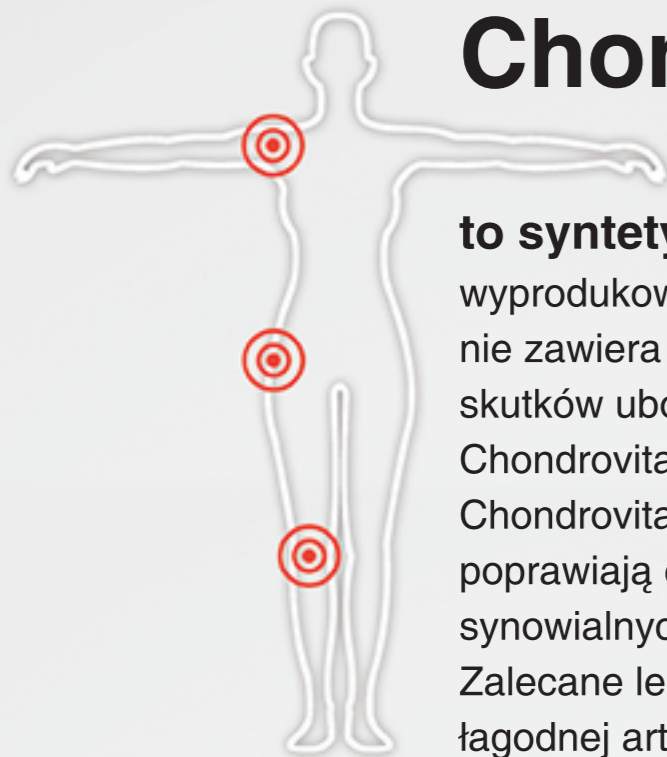 Chon
to syntety
wyprodukow
nie zawiera
skutków ubo
Chondrovita
Chondrovita
poprawiają
synowialnyc
Zalecane le
łagodnej art